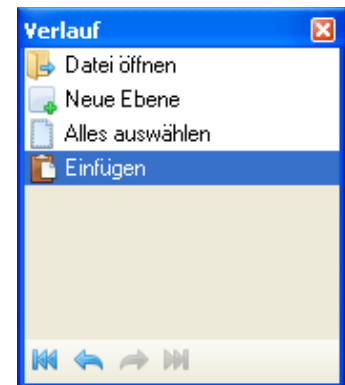 Verlauf
Datei öffnen
Neue Ebene
Alles auswählen
Einfügen